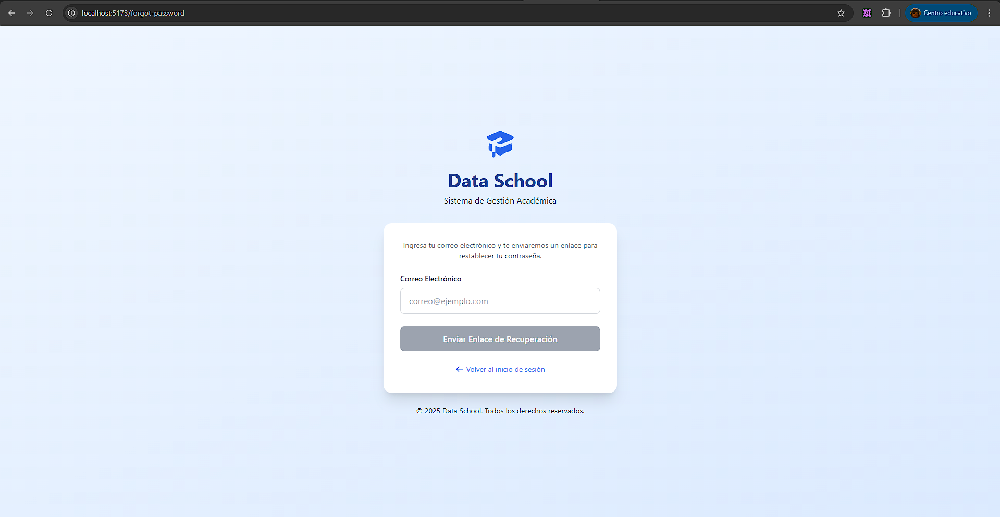 localhost:5173/forgot-password
Centro educativo
Data School
Sistema de Gestión Académica
Ingresa tu correo electrónico y te enviaremos un enlace para
restablecer tu contraseña.
Correo Electrónico
correo@ejemplo.com
Enviar Enlace de Recuperación
← Volver al inicio de sesión
© 2025 Data School. Todos los derechos reservados.